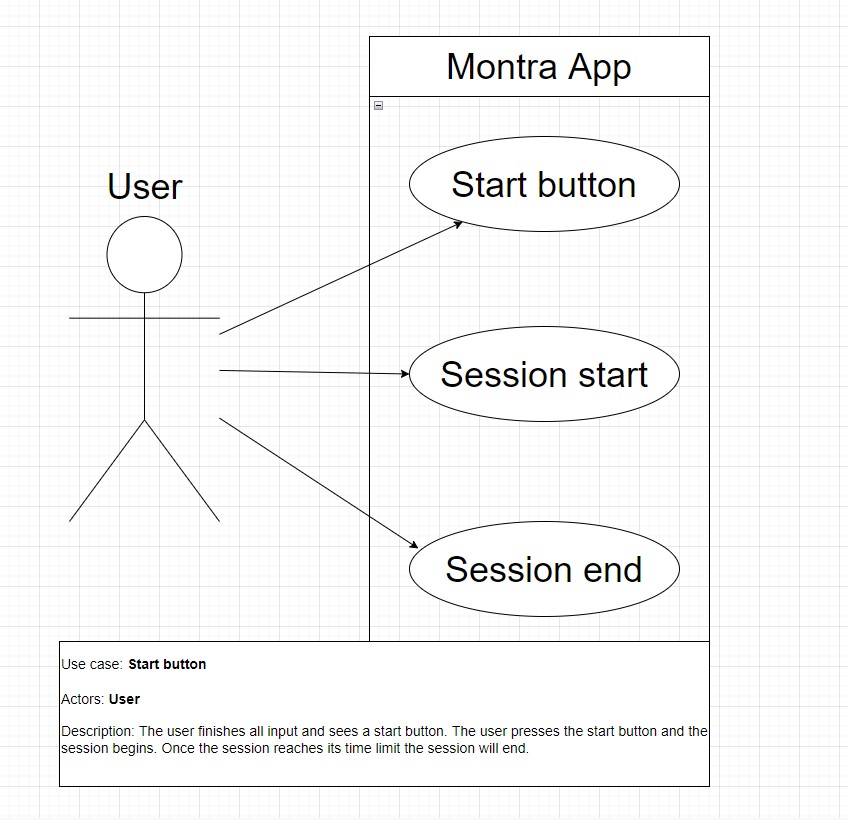 Montra App
User
Start button
Session start
Session end
Use case: Start button
Actors: User
Description: The user finishes all input and sees a start button. The user presses the start button and the
session begins. Once the session reaches its time limit the session will end.